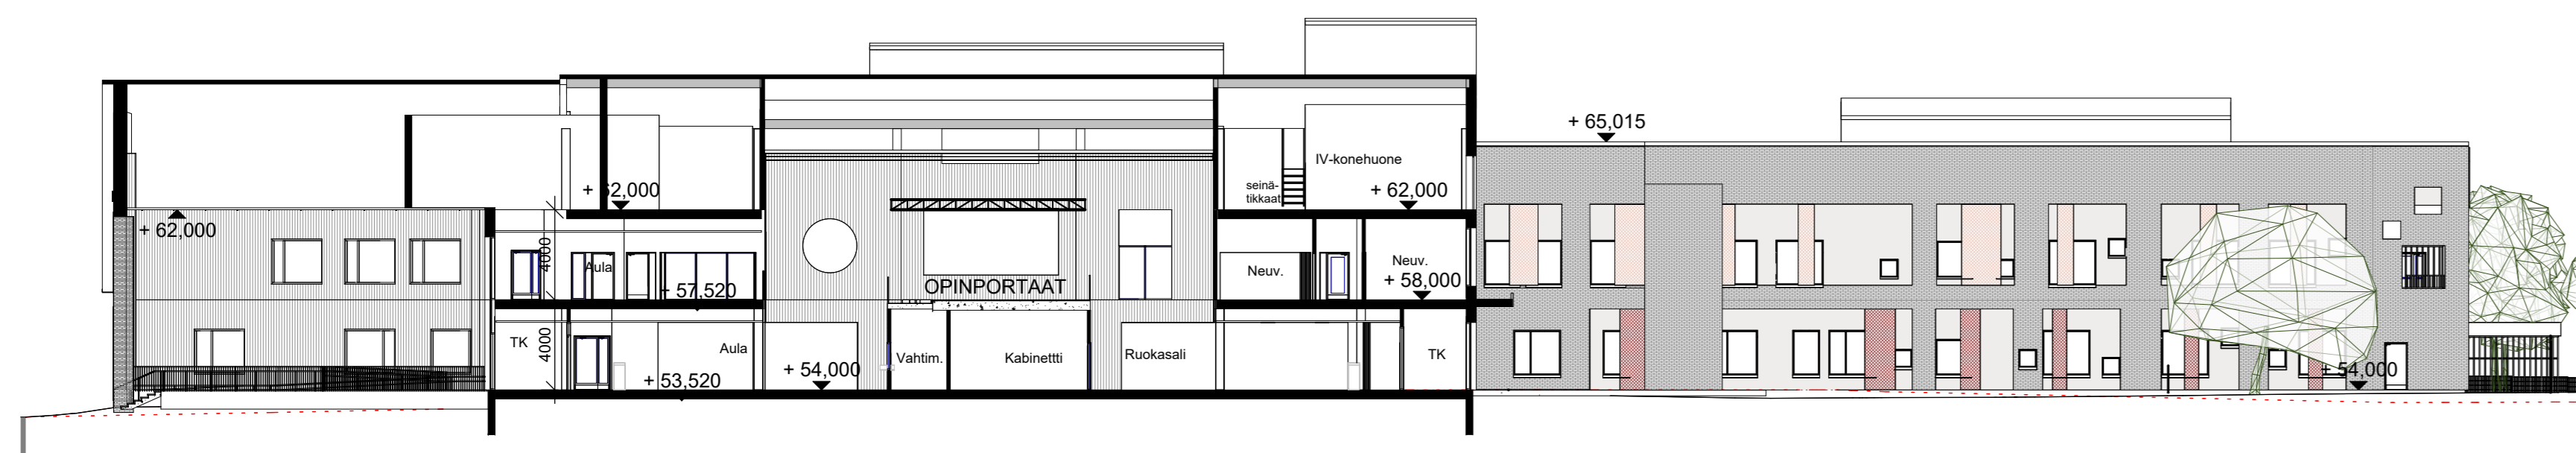 + 65,015
IV-konehuone
seinä-
tikkaat
+ 62,000
+ 62,000
+ 62,000
4000
Aula
+ 57,520
OPINPORTAAT
Neuv.
Neuv.
+ 58,000
TK
4000
Aula
+ 53,520
+ 54,000
Vahtim.
Kabinettti
Ruokasali
TK
+ 54,000